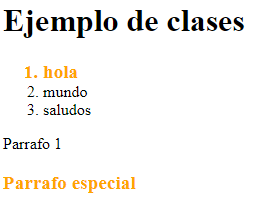 Ejemplo de clases
1. hola
2. mundo
3. saludos
Parrafo 1
Parrafo especial